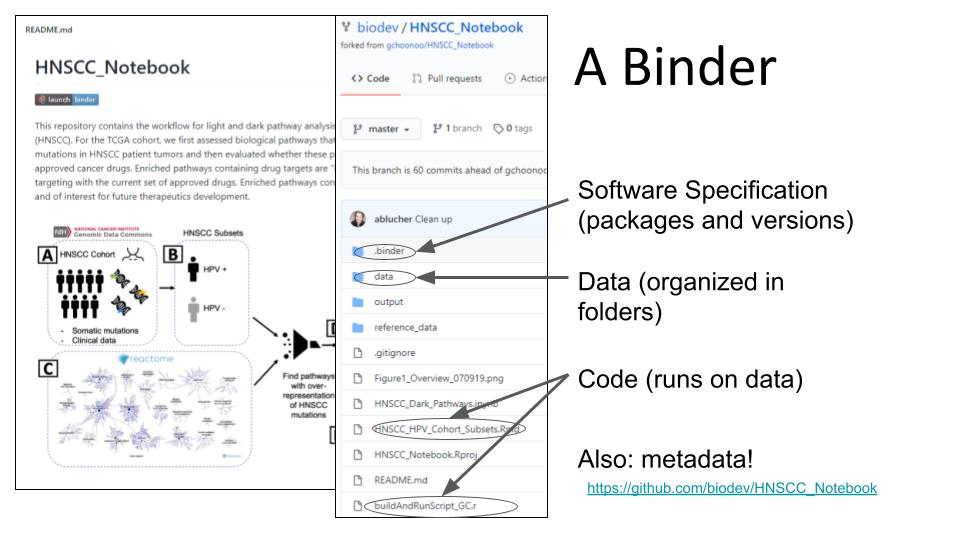 README.md
HNSCC_Notebook
launch binder
This repository contains the workflow for light and dark pathway analysis
(HNSCC). For the TCGA cohort, we first assessed biological pathways that
mutations in HNSCC patient tumors and then evaluated whether these p
approved cancer drugs. Enriched pathways containing drug targets are "
targeting with the current set of approved drugs. Enriched pathways con
and of interest for future therapeutics development.
NIH NATIONAL CANCER INSTITUTE
Genomic Data Commons
HNSCC Subsets
A HNSCC Cohort
B
HPV +
HPV -
- Somatic mutations
- Clinical data
C
reactome
Find pathways
with over-
representation
of HNSCC
mutations
biodev / HNSCC_Notebook
forked from gchoonoo/HNSCC_Notebook
Code Pull requests Action
master 1 branch 0 tags
This branch is 60 commits ahead of gchoonoo
ablucher Clean up
.binder
data
output
reference_data
.gitignore
Figure1_Overview_070919.png
HNSCC_Dark_Pathways.ipynb
HNSCC_HPV_Cohort_Subsets.Rmd
HNSCC_Notebook.Rproj
README.md
buildAndRunScript_GC.r
A Binder
Software Specification
(packages and versions)
Data (organized in
folders)
Code (runs on data)
Also: metadata!
https://github.com/biodev/HNSCC_Notebook